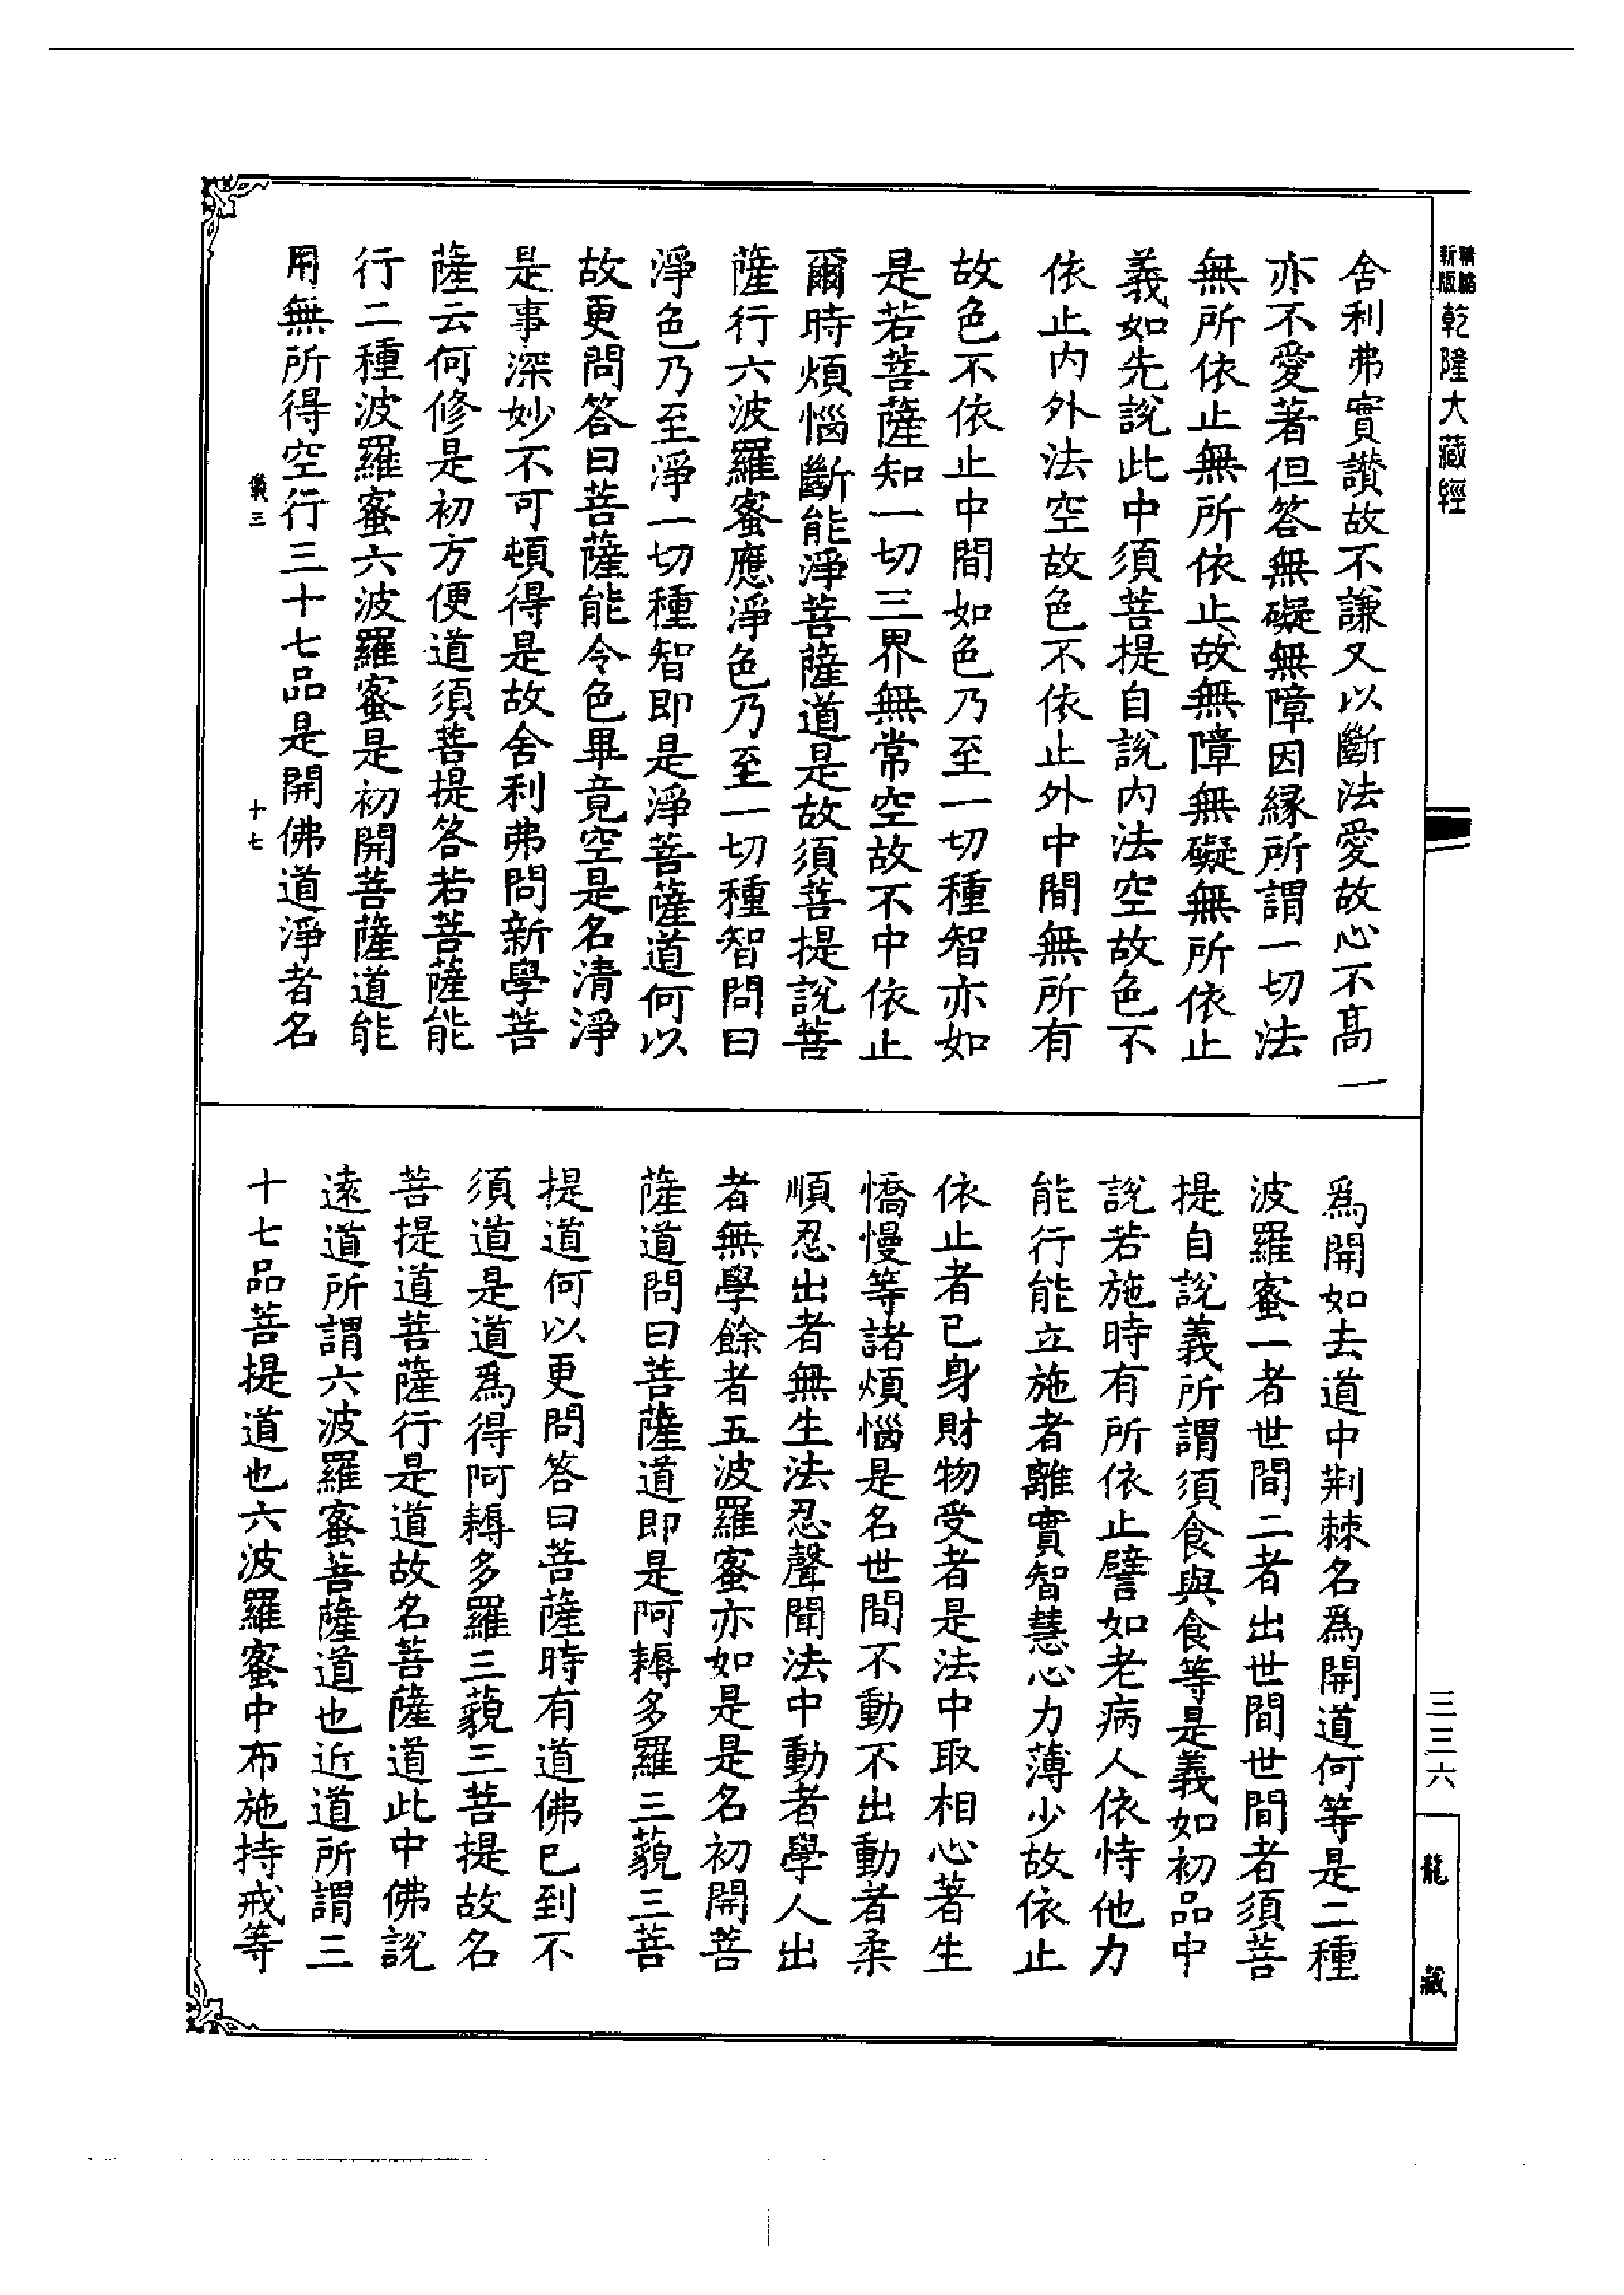 新版
乾隆大藏經
舍利弗實讚故不謙又以斷法愛故心不高
亦不愛著但答無礙無障因緣所謂一切法
無所依止無所依止故無障無礙無所依止
義如先說此中須菩提自說內法空故色不
依止內外法空故色不依止外中間無所有
故色不依止中間如色乃至一切種智亦如
是若菩薩知一切三界無常空故不中依止
爾時煩惱斷能淨菩薩道是故須菩提說菩
薩行六波羅蜜應淨色乃至一切種智問曰
淨色乃至淨一切種智即是淨菩薩道何以
故更問答曰菩薩能令色畢竟空是名清淨
是事深妙不可頓得是故舍利弗問新學菩
薩云何修是初方便道須菩提答若菩薩能
行二種波羅蜜六波羅蜜是初開菩薩道能
用無所得空行三十七品是開佛道淨者名
儀三
十七
為開如去道中荆棘名為開道何等是二種
波羅蜜一者世間二者出世間世間者須菩
提自說義所謂須食與食等是義如初品中
說若施時有所依止譬如老病人依恃他力
能行能立施者離實智慧心力薄少故依止
依止者己身財物受者是法中取相心著生
憍慢等諸煩惱是名世間不動不出動者柔
順忍出者無生法忍聲聞法中動者學人出
者無學餘者五波羅蜜亦如是是名初開菩
薩道問曰菩薩道即是阿耨多羅三藐三菩
提道何以更問答曰菩薩時有道佛已到不
須道是道為得阿耨多羅三藐三菩提故名
菩提道菩薩行是道故名菩薩道此中佛說
遠道所謂六波羅蜜菩薩道也近道所謂三
十七品菩提道也六波羅蜜中布施持戒等
三三六
龍藏